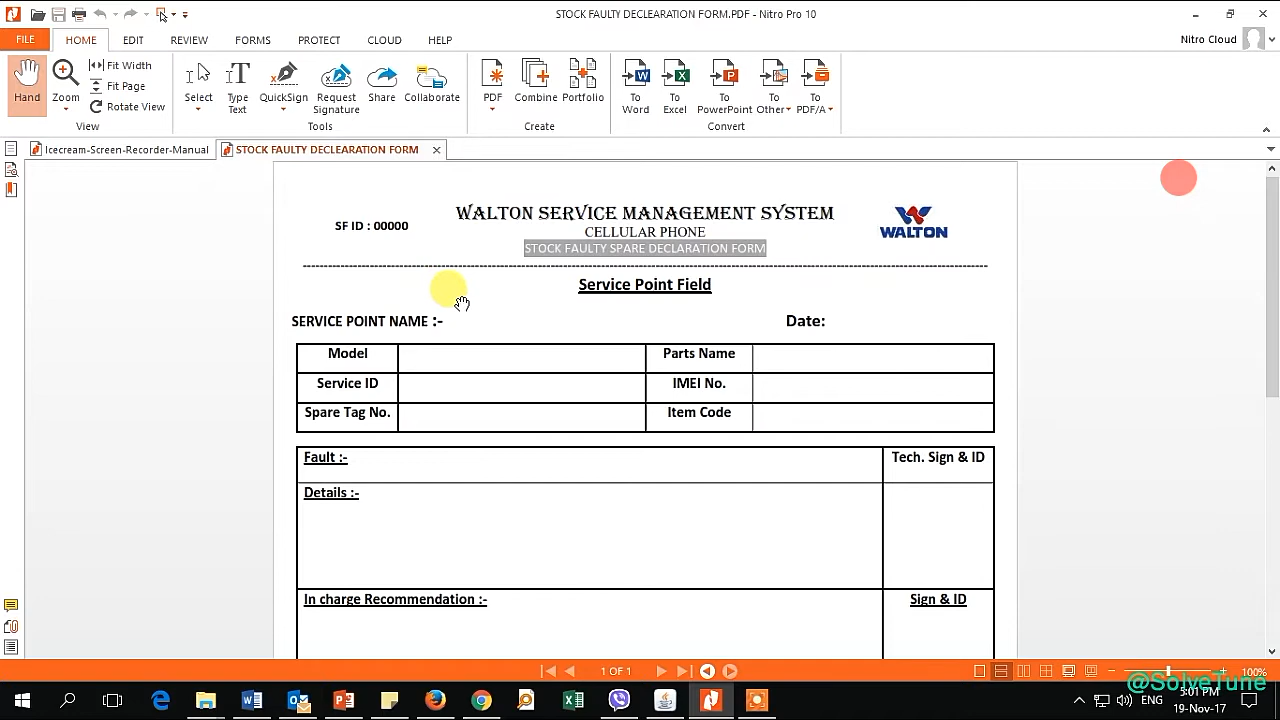 STOCK FAULTY DECLEARATION FORM.PDF - Nitro Pro 10
FILE HOME EDIT REVIEW FORMS PROTECT CLOUD HELP Nitro Cloud
Hand
Zoom
Fit Width
Fit Page
Rotate View
View
Select
Type Text
QuickSign
Request Signature
Share
Collaborate
Tools
PDF
Combine
Portfolio
Create
To Word
To Excel
To PowerPoint
To Other
To PDF/A
Convert
Icecream-Screen-Recorder-Manual
STOCK FAULTY DECLEARATION FORM
SF ID : 00000
WALTON SERVICE MANAGEMENT SYSTEM
CELLULAR PHONE
STOCK FAULTY SPARE DECLARATION FORM
WALTON
Service Point Field
SERVICE POINT NAME :- Date:
Model Parts Name
Service ID IMEI No.
Spare Tag No. Item Code
Fault :- Tech. Sign & ID
Details :-
In charge Recommendation :- Sign & ID
1 OF 1
100%
@SolveTune
ENG
5:01 PM
19-Nov-17